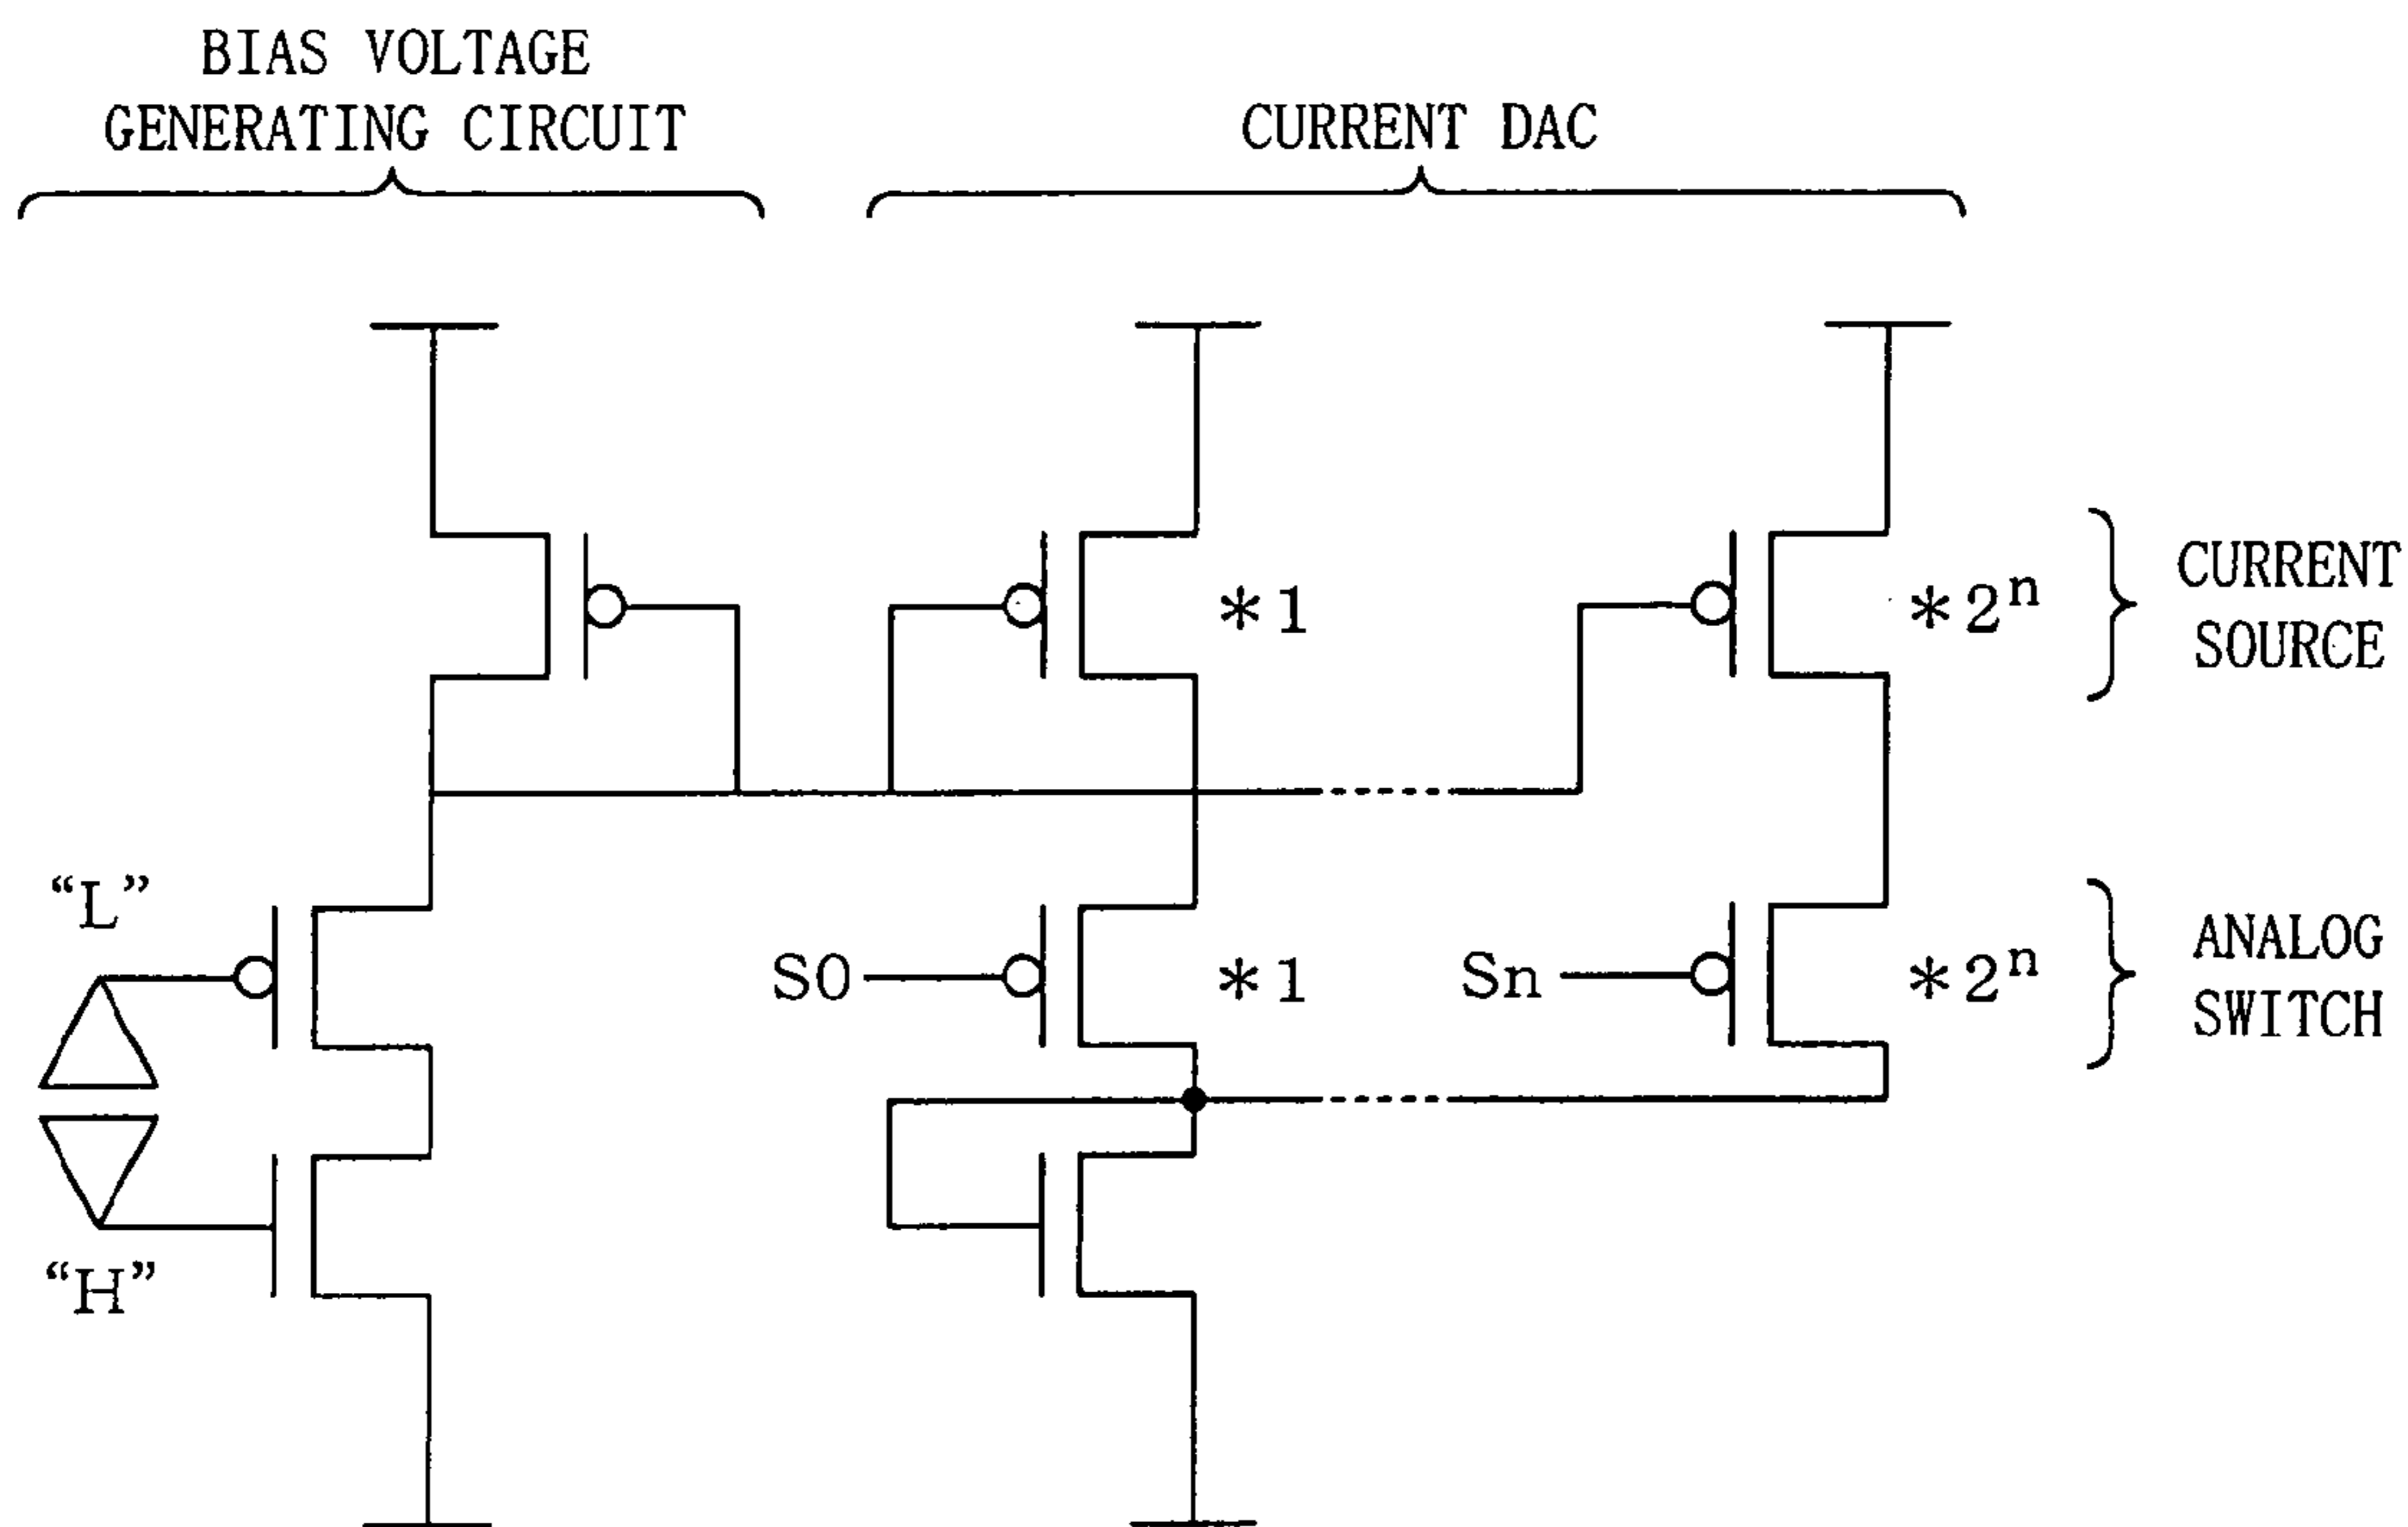 BIAS VOLTAGE
GENERATING CIRCUIT
CURRENT DAC
*1
*2ⁿ
CURRENT
SOURCE
“L”
S0
*1
Sn
*2ⁿ
ANALOG
SWITCH
“H”